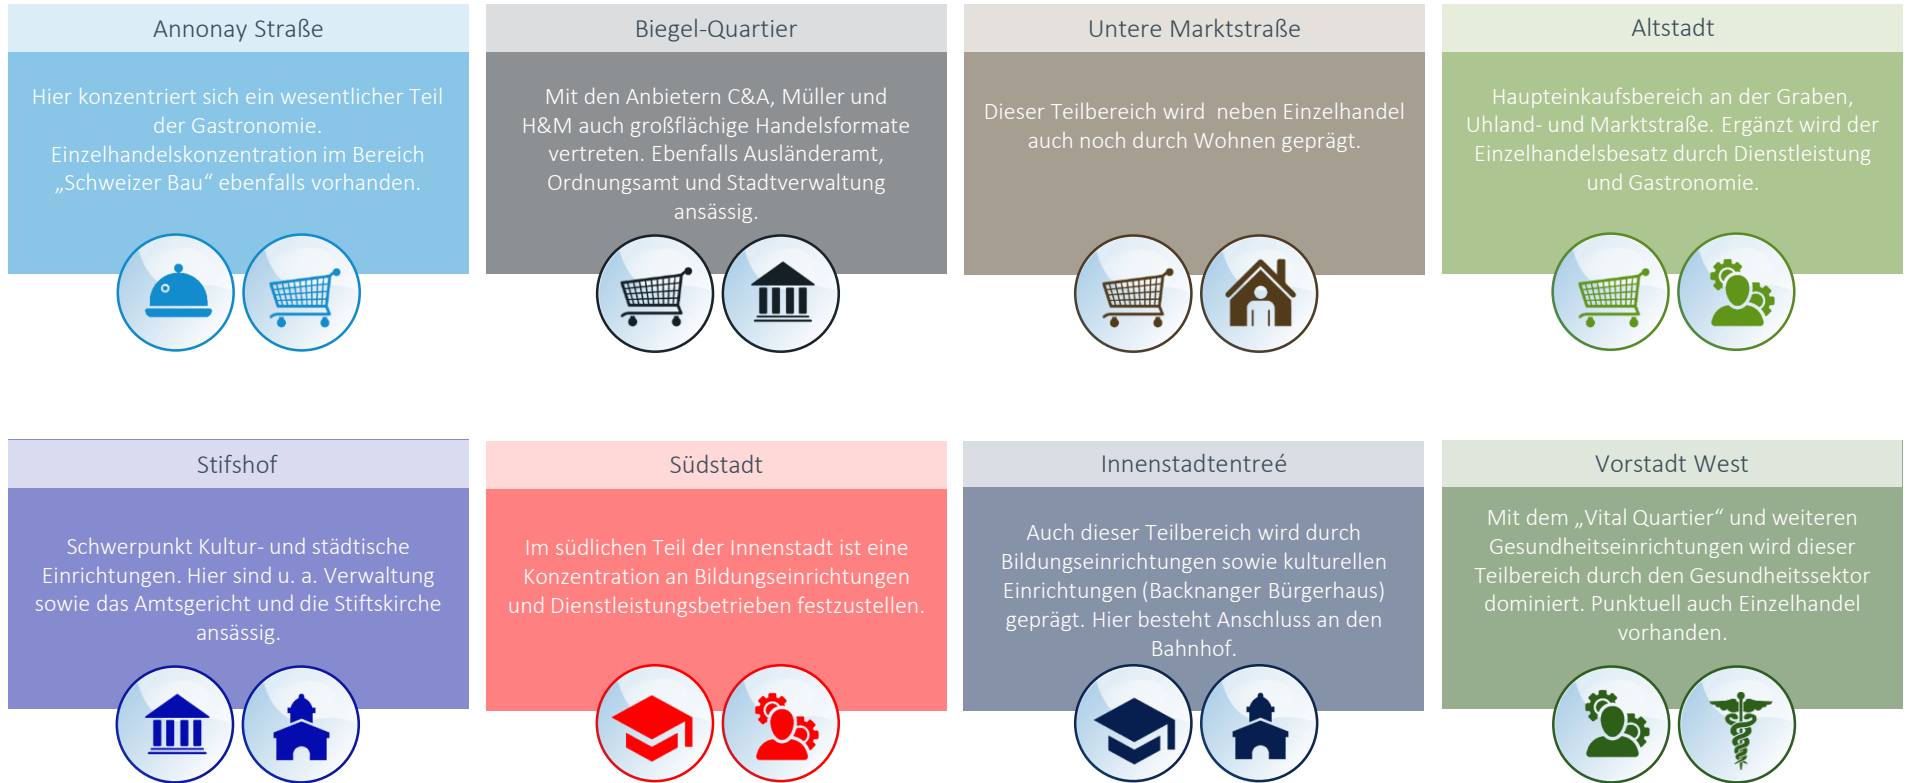 Annonay Straße
Hier konzentriert sich ein wesentlicher Teil
der Gastronomie.
Einzelhandelskonzentration im Bereich
„Schweizer Bau“ ebenfalls vorhanden.
Biegel-Quartier
Mit den Anbietern C&A, Müller und
H&M auch großflächige Handelsformate
vertreten. Ebenfalls Ausländeramt,
Ordnungsamt und Stadtverwaltung
ansässig.
Untere Marktstraße
Dieser Teilbereich wird  neben Einzelhandel
auch noch durch Wohnen geprägt.
Altstadt
Haupteinkaufsbereich an der Graben,
Uhland- und Marktstraße. Ergänzt wird der
Einzelhandelsbesatz durch Dienstleistung
und Gastronomie.
Stifshof
Schwerpunkt Kultur- und städtische
Einrichtungen. Hier sind u. a. Verwaltung
sowie das Amtsgericht und die Stiftskirche
ansässig.
Südstadt
Im südlichen Teil der Innenstadt ist eine
Konzentration an Bildungseinrichtungen
und Dienstleistungsbetrieben festzustellen.
Innenstadtentreé
Auch dieser Teilbereich wird durch
Bildungseinrichtungen sowie kulturellen
Einrichtungen (Backnanger Bürgerhaus)
geprägt. Hier besteht Anschluss an den
Bahnhof.
Vorstadt West
Mit dem „Vital Quartier“ und weiteren
Gesundheitseinrichtungen wird dieser
Teilbereich durch den Gesundheitssektor
dominiert. Punktuell auch Einzelhandel
vorhanden.